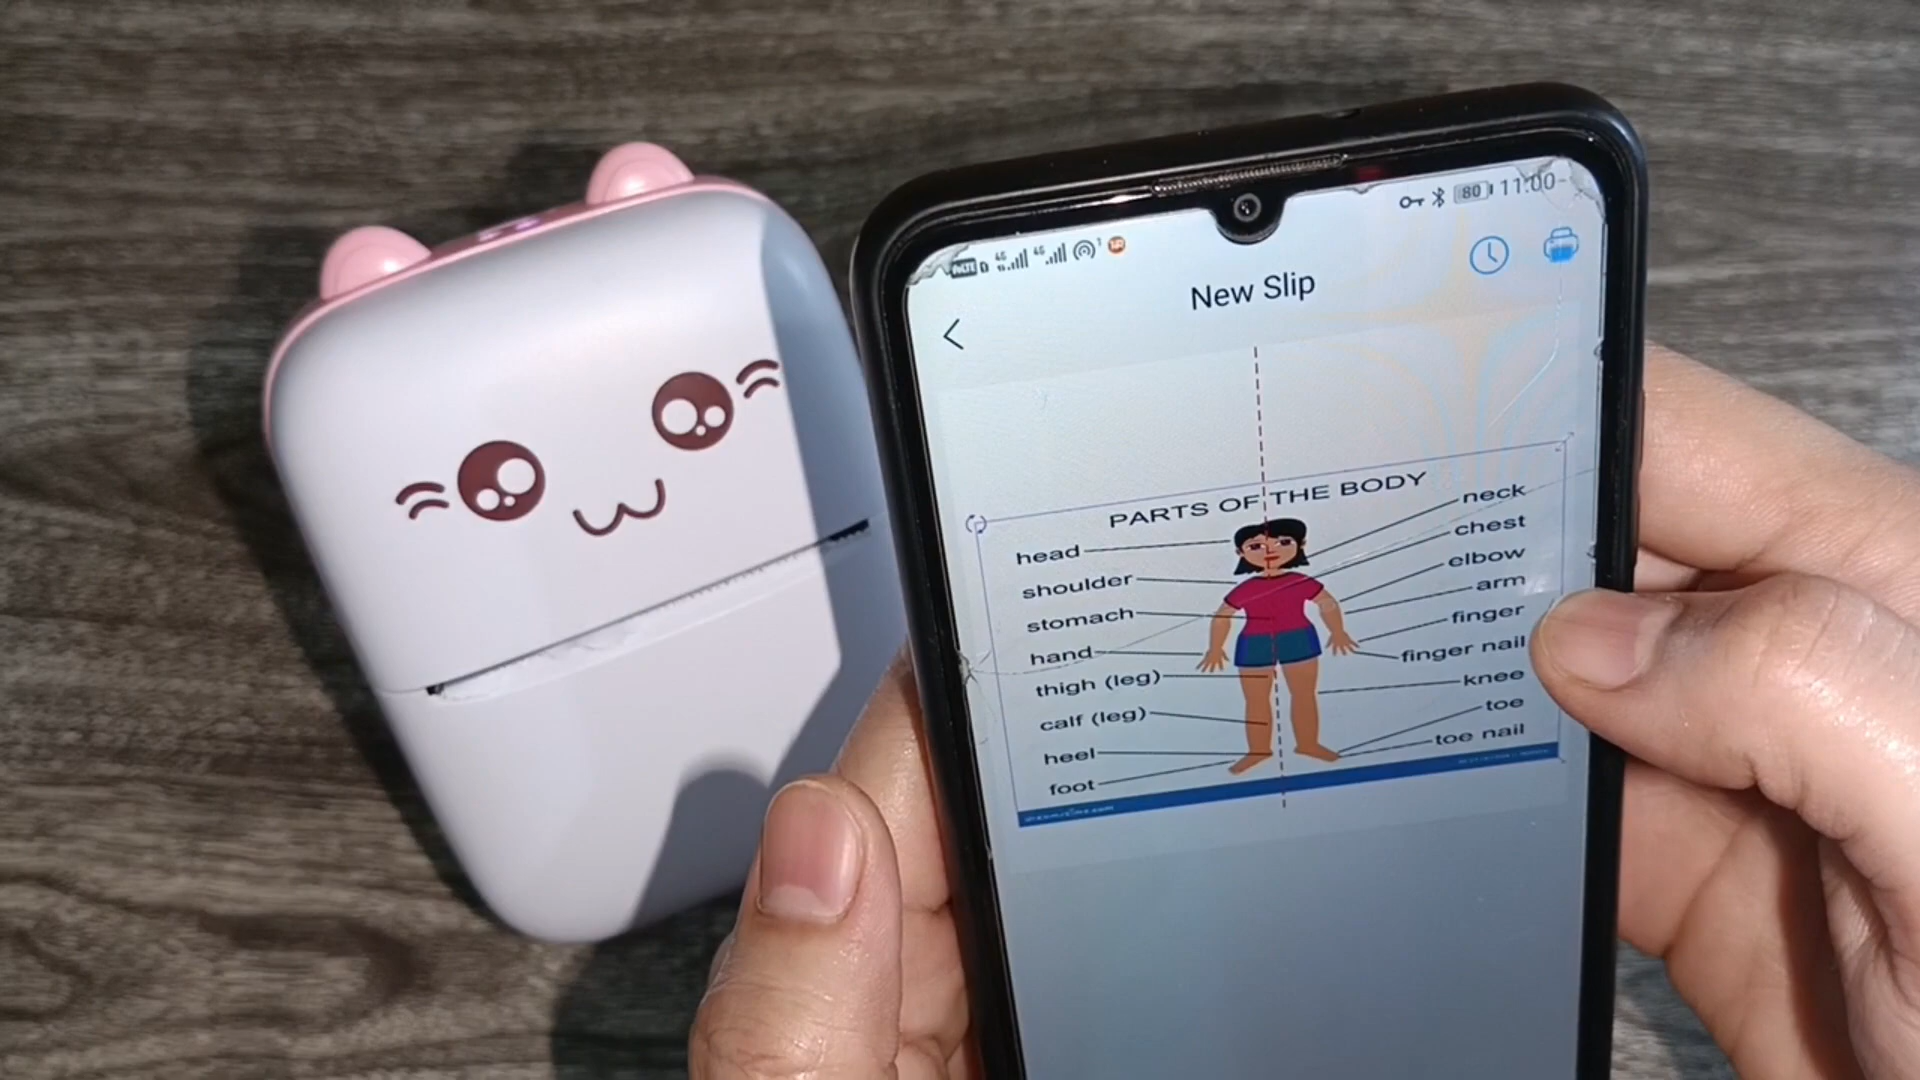 80 11:00
New Slip
PARTS OF THE BODY
head
shoulder
stomach
hand
thigh (leg)
calf (leg)
heel
foot
neck
chest
elbow
arm
finger
finger nail
knee
toe
toe nail